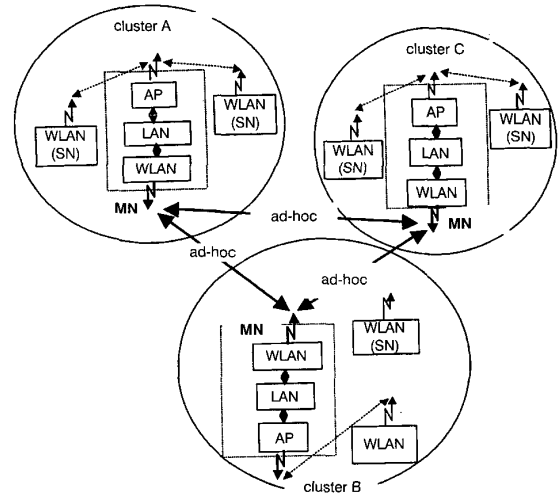 cluster A
AP
WLAN
(SN)
LAN
WLAN
WLAN
(SN)
MN
cluster C
AP
WLAN
(SN)
LAN
WLAN
WLAN
(SN)
MN
ad-hoc
ad-hoc
ad-hoc
MN
WLAN
LAN
AP
WLAN
(SN)
WLAN
cluster B